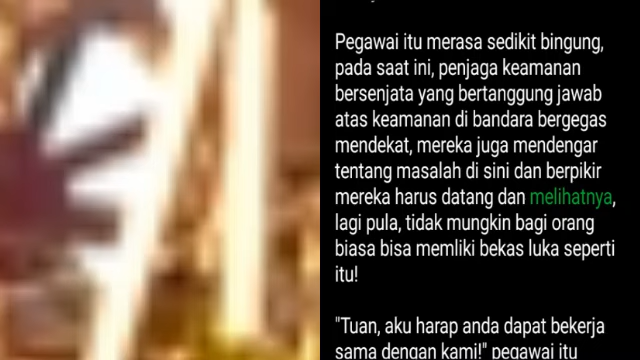 Pegawai itu merasa sedikit bingung,
pada saat ini, penjaga keamanan
bersenjata yang bertanggung jawab
atas keamanan di bandara bergegas
mendekat, mereka juga mendengar
tentang masalah di sini dan berpikir
mereka harus datang dan melihatnya,
lagi pula, tidak mungkin bagi orang
biasa bisa memliki bekas luka seperti
itu!
"Tuan, aku harap anda dapat bekerja
sama dengan kami!" pegawai itu